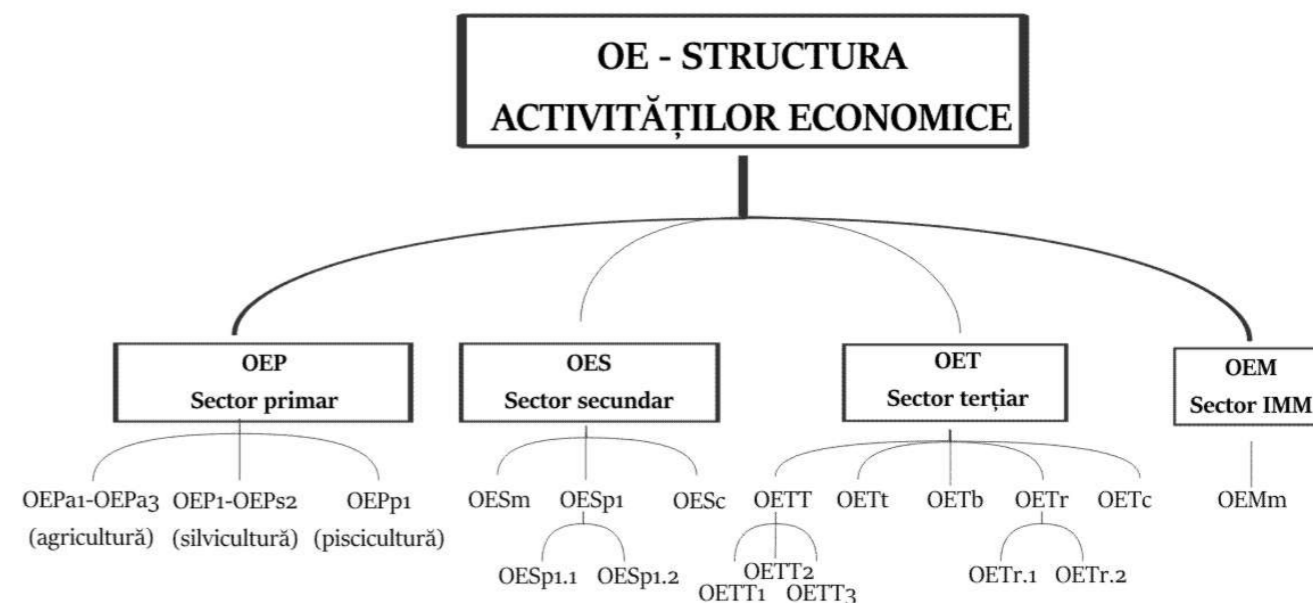 OE - STRUCTURA
ACTIVITĂȚILOR ECONOMICE
OEP
Sector primar
OES
Sector secundar
OET
Sector terțiar
OEM
Sector IMM
OEPa1-OEPa3
(agricultură)
OEP1-OEPs2
(silvicultură)
OEPp1
(piscicultură)
OESm
OESp1
OESc
OETT
OETt
OETb
OETr
OETc
OEMm
OESp1.1
OESp1.2
OETT1
OETT2
OETT3
OETr.1
OETr.2